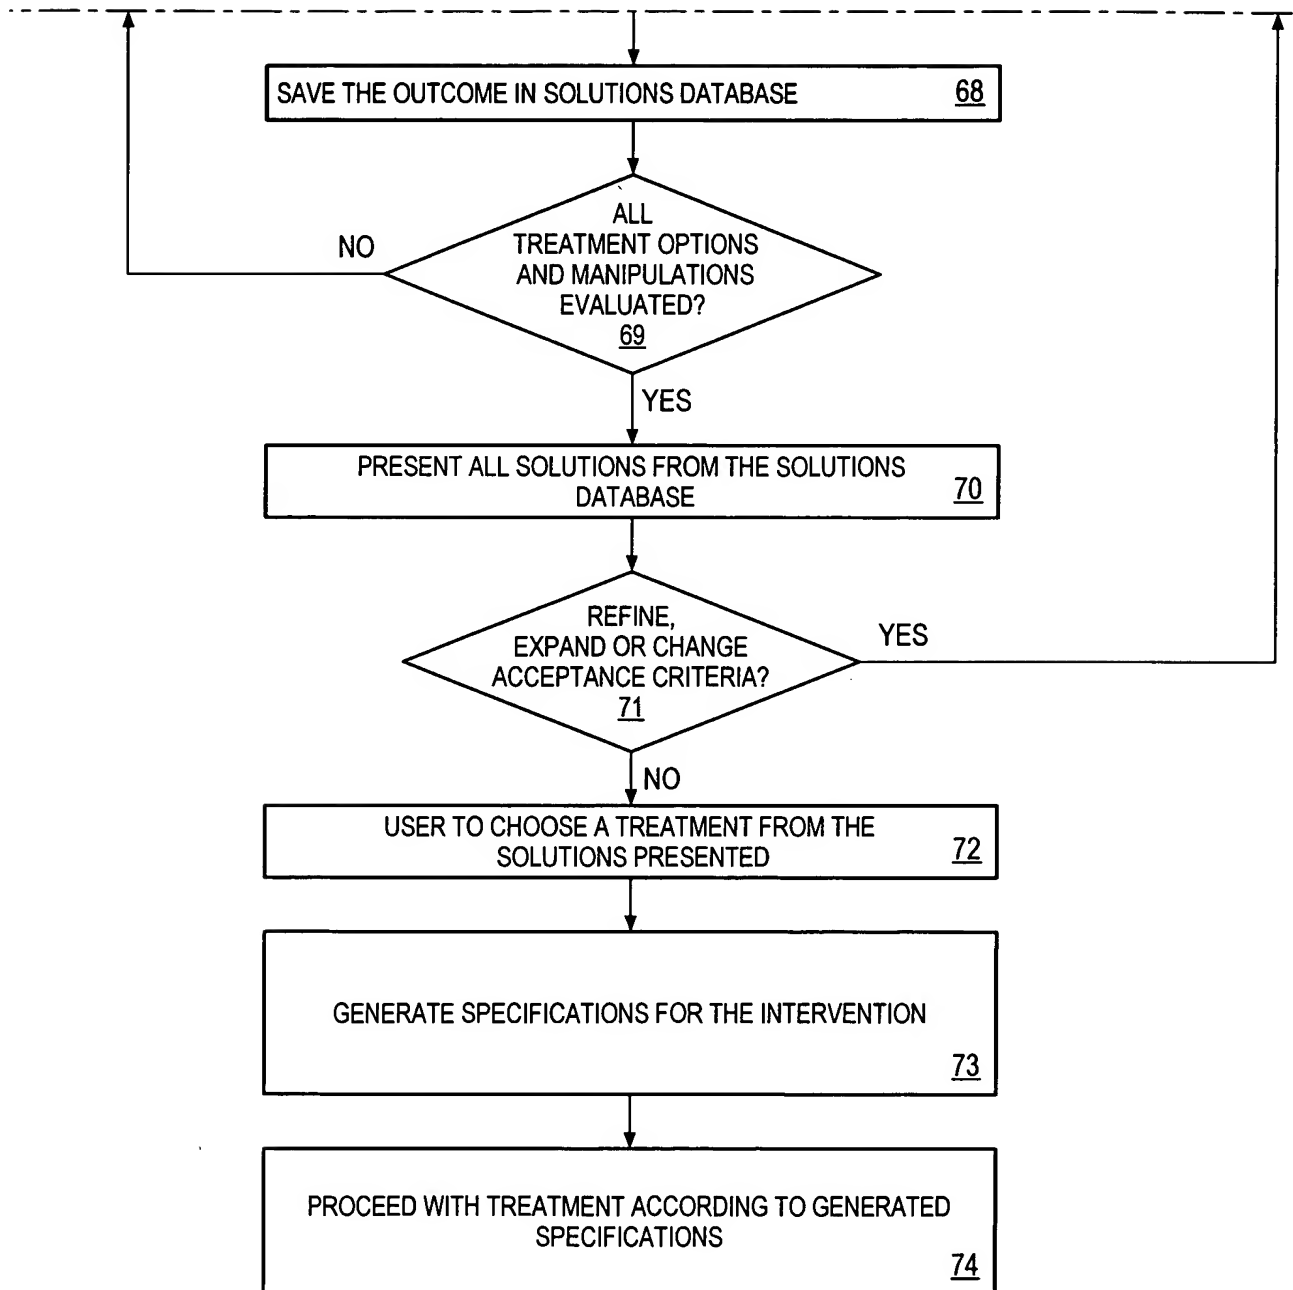 SAVE THE OUTCOME IN SOLUTIONS DATABASE 68
ALL
TREATMENT OPTIONS
AND MANIPULATIONS
EVALUATED?
69
NO
YES
PRESENT ALL SOLUTIONS FROM THE SOLUTIONS
DATABASE
70
REFINE,
EXPAND OR CHANGE
ACCEPTANCE CRITERIA?
71
YES
NO
USER TO CHOOSE A TREATMENT FROM THE
SOLUTIONS PRESENTED
72
GENERATE SPECIFICATIONS FOR THE INTERVENTION
73
PROCEED WITH TREATMENT ACCORDING TO GENERATED
SPECIFICATIONS
74